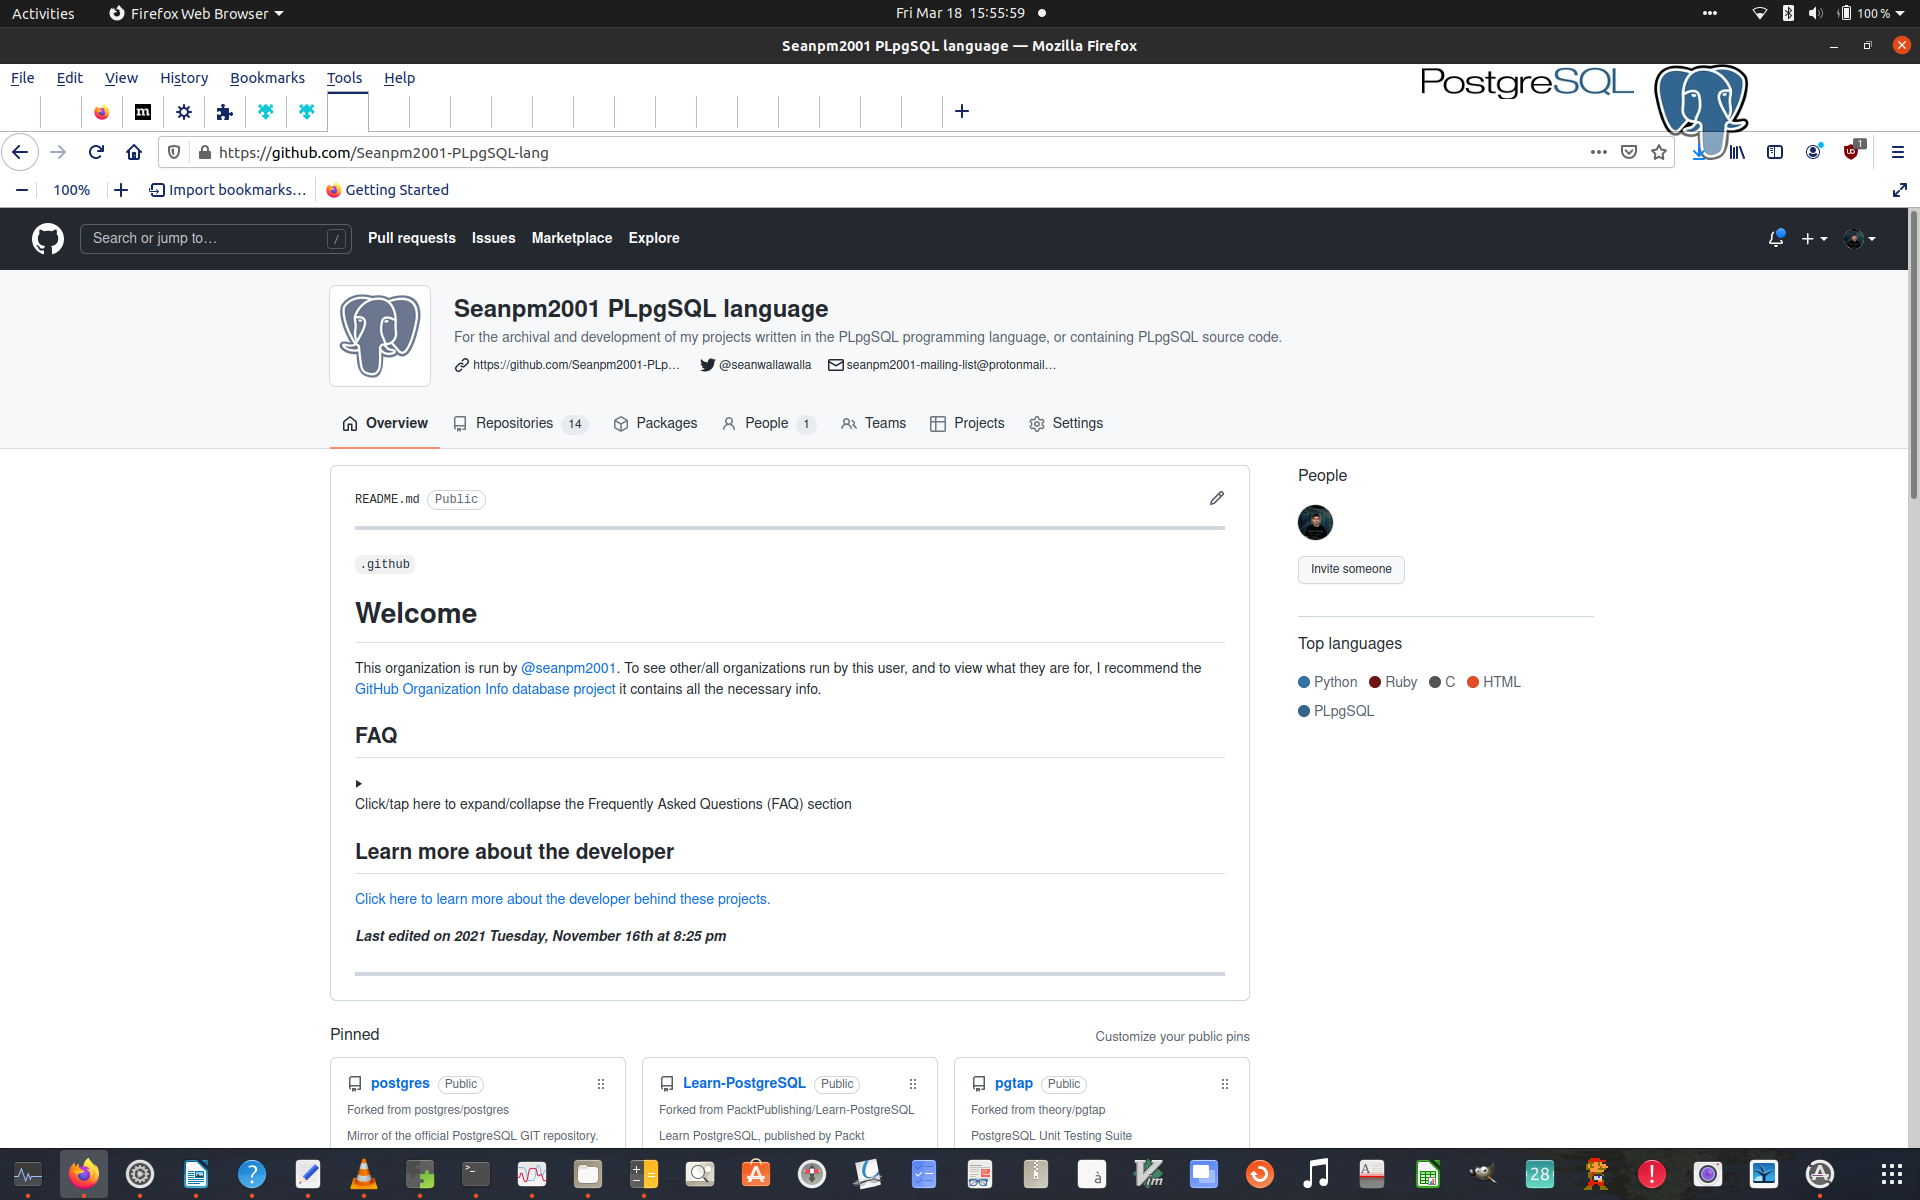 Activities
Firefox Web Browser
Fri Mar 18 15:55:59
100 %
Seanpm2001 PLpgSQL language — Mozilla Firefox
File Edit View History Bookmarks Tools Help
PostgreSQL
m
https://github.com/Seanpm2001-PLpgSQL-lang
1
100%
Import bookmarks...
Getting Started
Search or jump to...
/
Pull requests Issues Marketplace Explore
Seanpm2001 PLpgSQL language
For the archival and development of my projects written in the PLpgSQL programming language, or containing PLpgSQL source code.
https://github.com/Seanpm2001-PLp...
@seanwallawalla
seanpm2001-mailing-list@protonmail...
Overview
Repositories 14
Packages
People 1
Teams
Projects
Settings
README.md Public
.github
Welcome
This organization is run by @seanpm2001. To see other/all organizations run by this user, and to view what they are for, I recommend the
GitHub Organization Info database project it contains all the necessary info.
FAQ
Click/tap here to expand/collapse the Frequently Asked Questions (FAQ) section
Learn more about the developer
Click here to learn more about the developer behind these projects.
Last edited on 2021 Tuesday, November 16th at 8:25 pm
People
Invite someone
Top languages
Python Ruby C HTML
PLpgSQL
Pinned
Customize your public pins
postgres Public
Forked from postgres/postgres
Mirror of the official PostgreSQL GIT repository.
Learn-PostgreSQL Public
Forked from PacktPublishing/Learn-PostgreSQL
Learn PostgreSQL, published by Packt
pgtap Public
Forked from theory/pgtap
PostgreSQL Unit Testing Suite
?
>_
à
Vim
A
28
!